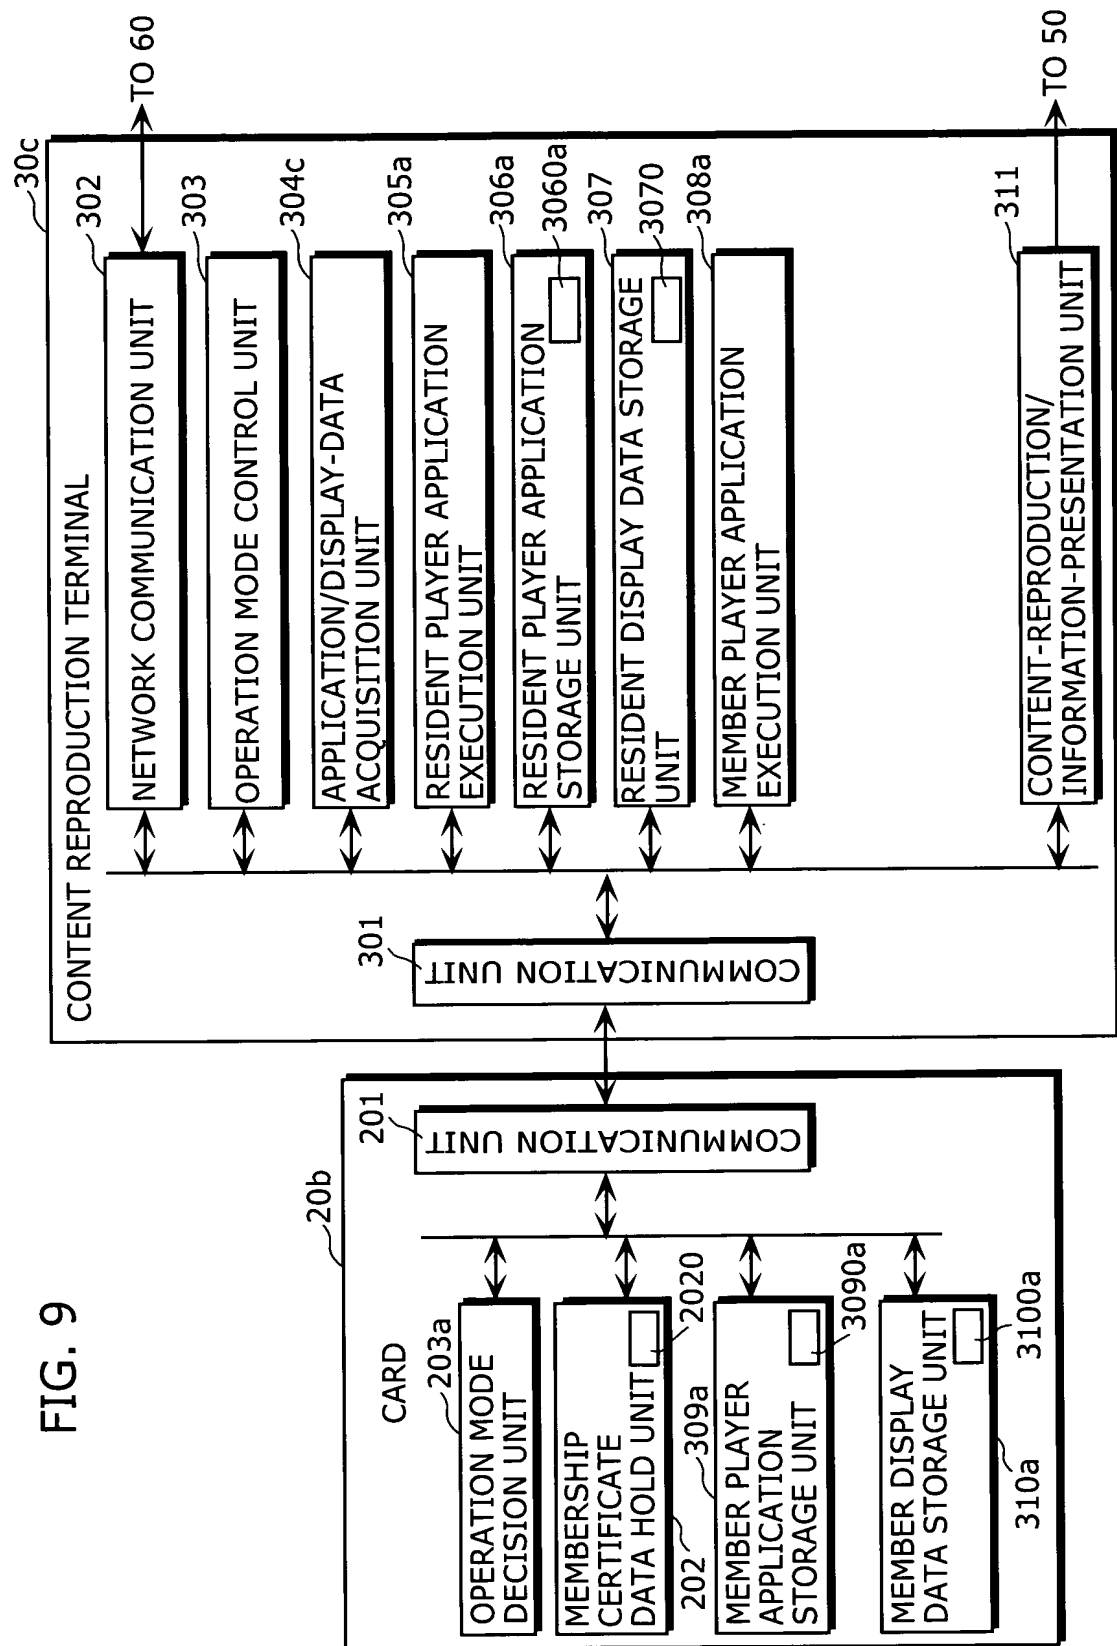 FIG. 9
20b
CARD
203a
OPERATION MODE
DECISION UNIT
MEMBERSHIP
CERTIFICATE
DATA HOLD UNIT
202
2020
309a
MEMBER PLAYER
APPLICATION
STORAGE UNIT
3090a
MEMBER DISPLAY
DATA STORAGE UNIT
310a
3100a
201
COMMUNICATION
UNIT
30c
CONTENT REPRODUCTION TERMINAL
301
COMMUNICATION
UNIT
302
NETWORK COMMUNICATION UNIT
TO 60
303
OPERATION MODE CONTROL UNIT
304c
APPLICATION/DISPLAY-DATA
ACQUISITION UNIT
305a
RESIDENT PLAYER APPLICATION
EXECUTION UNIT
306a
RESIDENT PLAYER APPLICATION
STORAGE UNIT
3060a
307
RESIDENT DISPLAY DATA STORAGE
UNIT
3070
308a
MEMBER PLAYER APPLICATION
EXECUTION UNIT
311
CONTENT-REPRODUCTION/
INFORMATION-PRESENTATION UNIT
TO 50